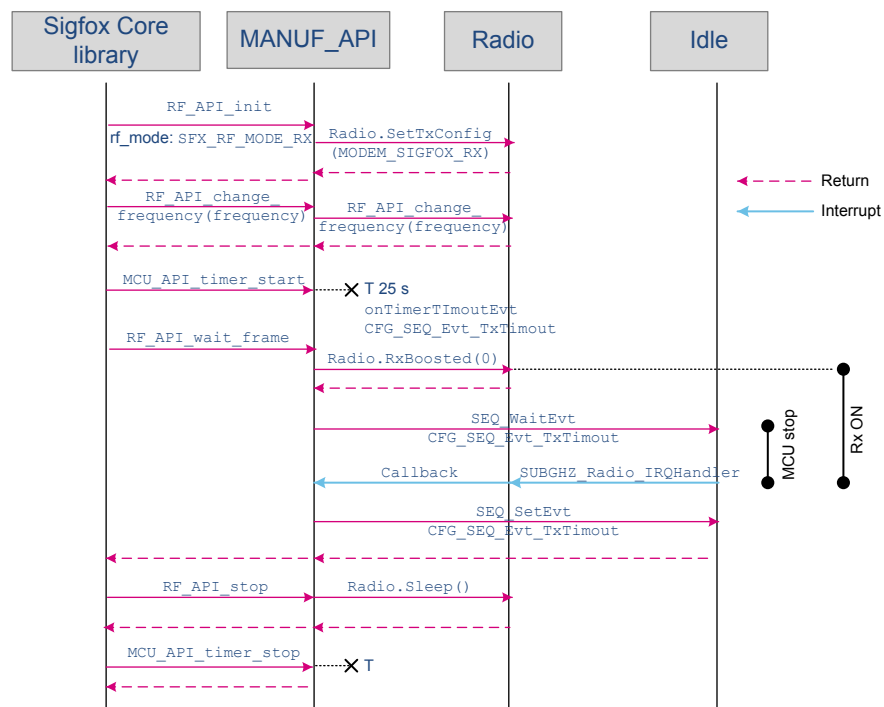 Sigfox Core
library
MANUF_API
Radio
Idle
RF_API_init
rf_mode: SFX_RF_MODE_RX
Radio.SetTxConfig
(MODEM_SIGFOX_RX)
Return
Interrupt
RF_API_change_
frequency(frequency)
RF_API_change_
frequency(frequency)
MCU_API_timer_start
T 25 s
onTimerTImoutEvt
CFG_SEQ_Evt_TxTimout
RF_API_wait_frame
Radio.RxBoosted(0)
SEQ_WaitEvt
CFG_SEQ_Evt_TxTimout
MCU stop
Rx ON
Callback
SUBGHZ_Radio_IRQHandler
SEQ_SetEvt
CFG_SEQ_Evt_TxTimout
RF_API_stop
Radio.Sleep()
MCU_API_timer_stop
T